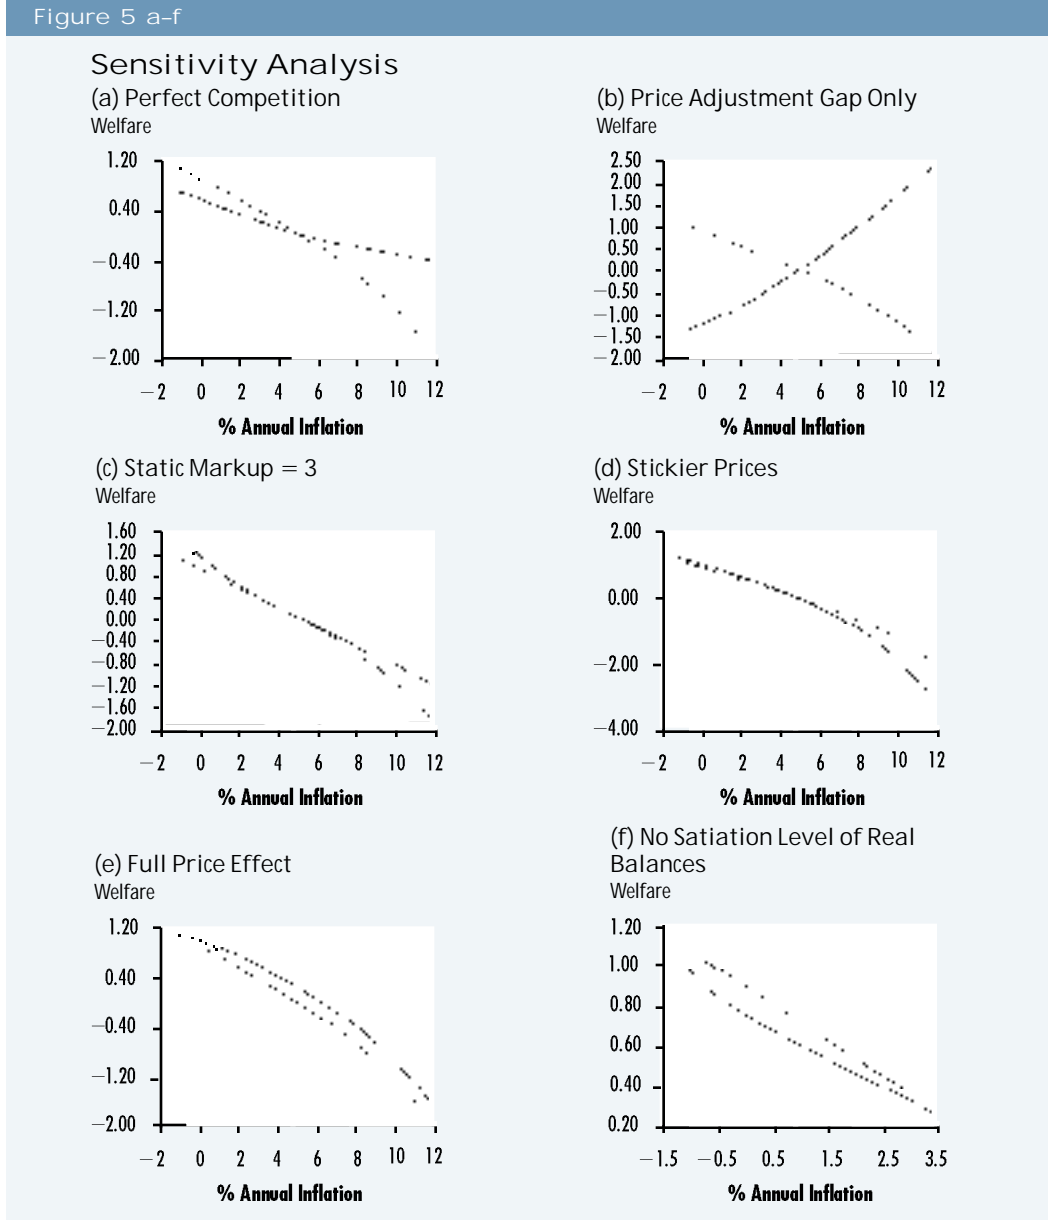 Figure 5 a–f
Sensitivity Analysis
(a) Perfect Competition
Welfare
1.20
0.40
−0.40
−1.20
−2.00
−2 0 2 4 6 8 10 12
% Annual Inflation
(b) Price Adjustment Gap Only
Welfare
2.50
2.00
1.50
1.00
0.50
0.00
−0.50
−1.00
−1.50
−2.00
−2 0 2 4 6 8 10 12
% Annual Inflation
(c) Static Markup = 3
Welfare
1.60
1.20
0.80
0.40
0.00
−0.40
−0.80
−1.20
−1.60
−2.00
−2 0 2 4 6 8 10 12
% Annual Inflation
(d) Stickier Prices
Welfare
2.00
0.00
−2.00
−4.00
−2 0 2 4 6 8 10 12
% Annual Inflation
(e) Full Price Effect
Welfare
1.20
0.40
−0.40
−1.20
−2.00
−2 0 2 4 6 8 10 12
% Annual Inflation
(f) No Satiation Level of Real
Balances
Welfare
1.20
1.00
0.80
0.60
0.40
0.20
−1.5 −0.5 0.5 1.5 2.5 3.5
% Annual Inflation